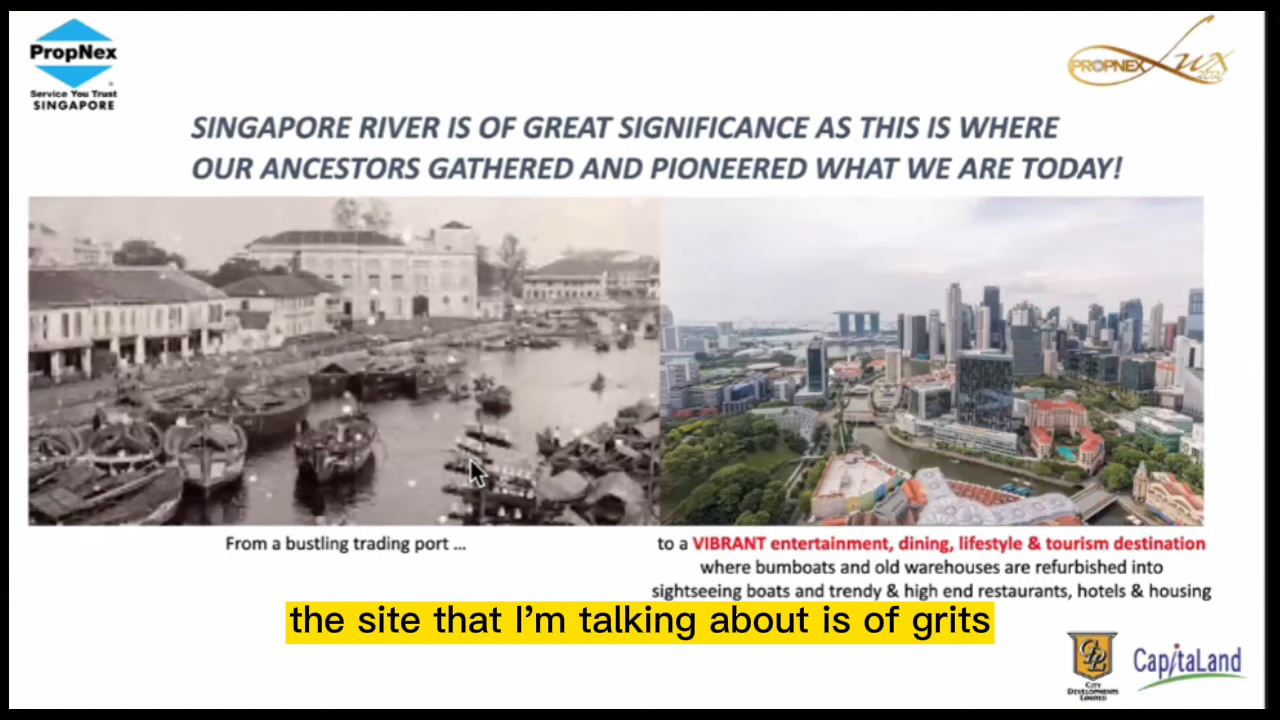 PropNex
Service You Trust
SINGAPORE
PROPNEX Lux
SINGAPORE RIVER IS OF GREAT SIGNIFICANCE AS THIS IS WHERE
OUR ANCESTORS GATHERED AND PIONEERED WHAT WE ARE TODAY!
From a bustling trading port ...
to a VIBRANT entertainment, dining, lifestyle & tourism destination
where bumboats and old warehouses are refurbished into
sightseeing boats and trendy & high end restaurants, hotels & housing
the site that I'm talking about is of grits
CITY
DEVELOPMENTS
LIMITED
CapitaLand